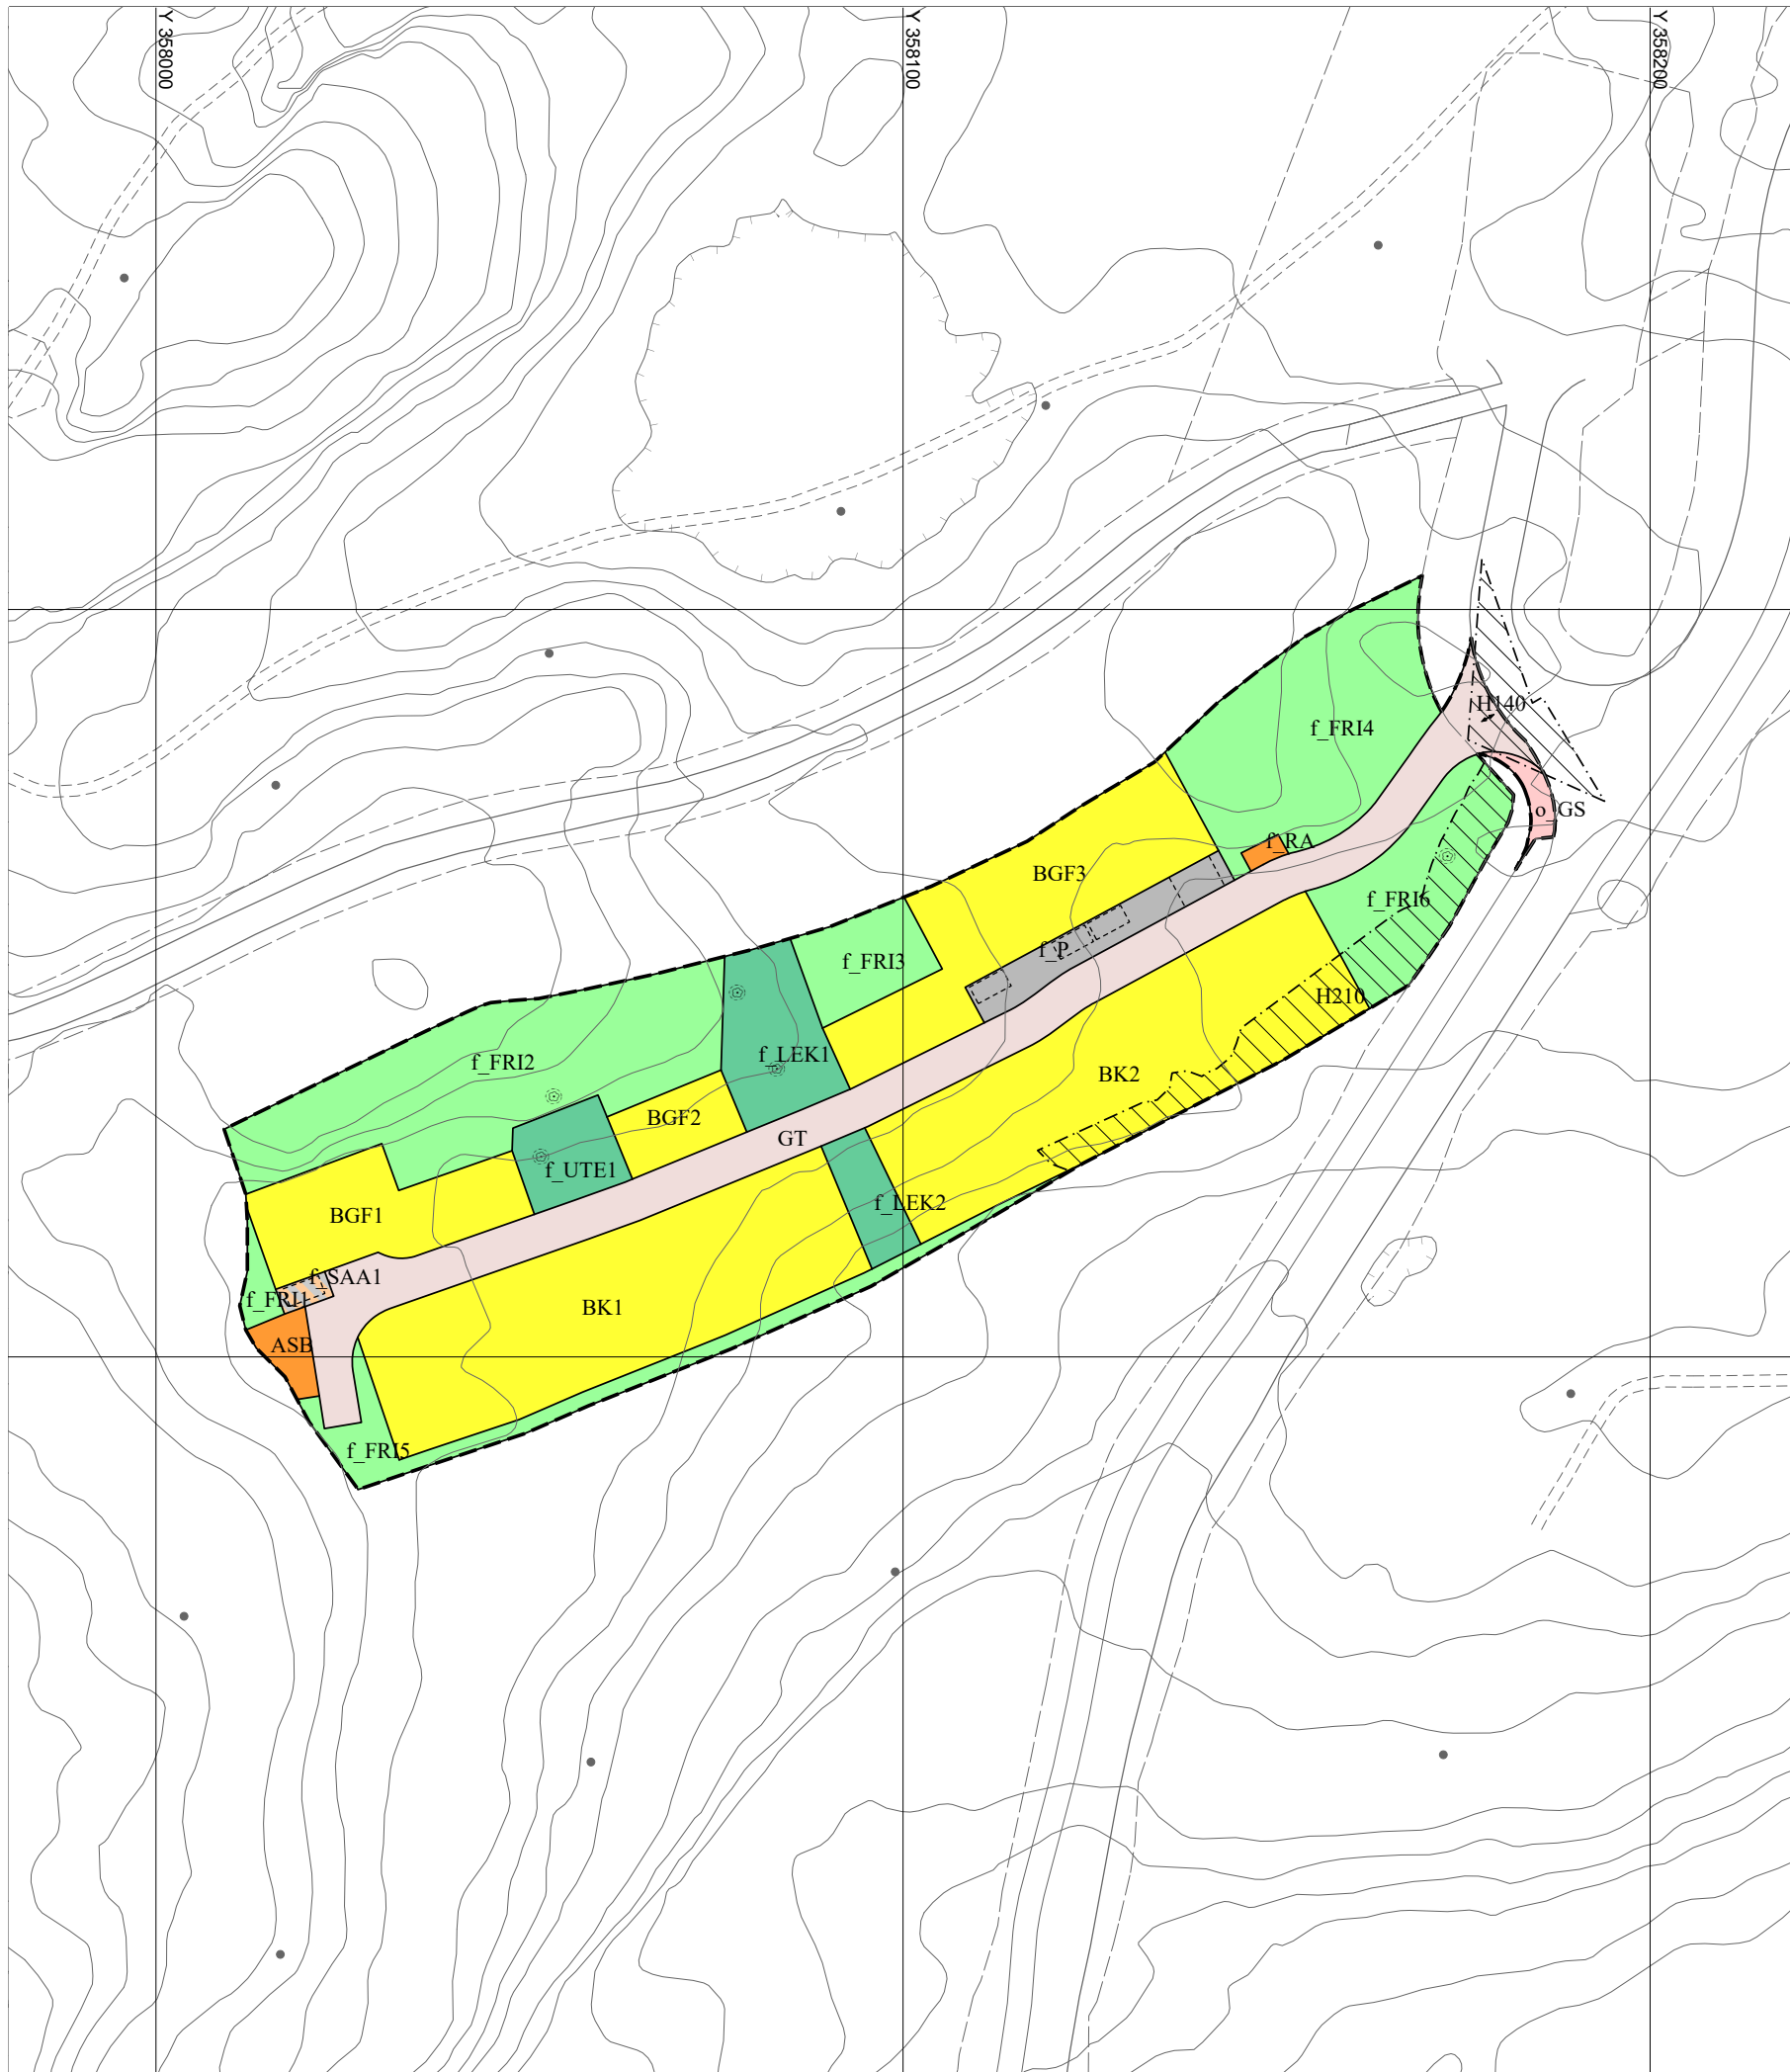 Y 358000
Y 358100
Y 358200
H140
f_FRI4
o_GS
f_RA
BGF3
f_FRI6
f_P
f_FRI3
H210
f_LEK1
f_FRI2
BK2
BGF2
GT
f_UTE1
f_LEK2
BGF1
f_SAA1
f_FRI1
BK1
ASB
f_FRI5